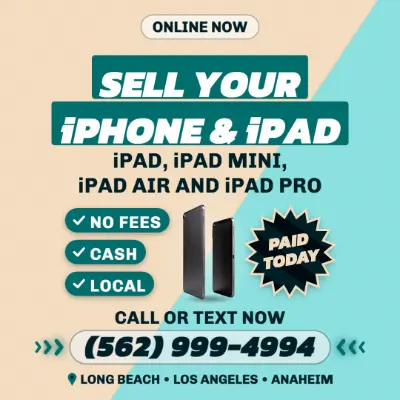 ONLINE NOW
SELL YOUR
iPHONE & iPAD
iPAD, iPAD MINI,
iPAD AIR AND iPAD PRO
NO FEES
CASH
LOCAL
PAID
TODAY
CALL OR TEXT NOW
(562) 999-4994
LONG BEACH • LOS ANGELES • ANAHEIM